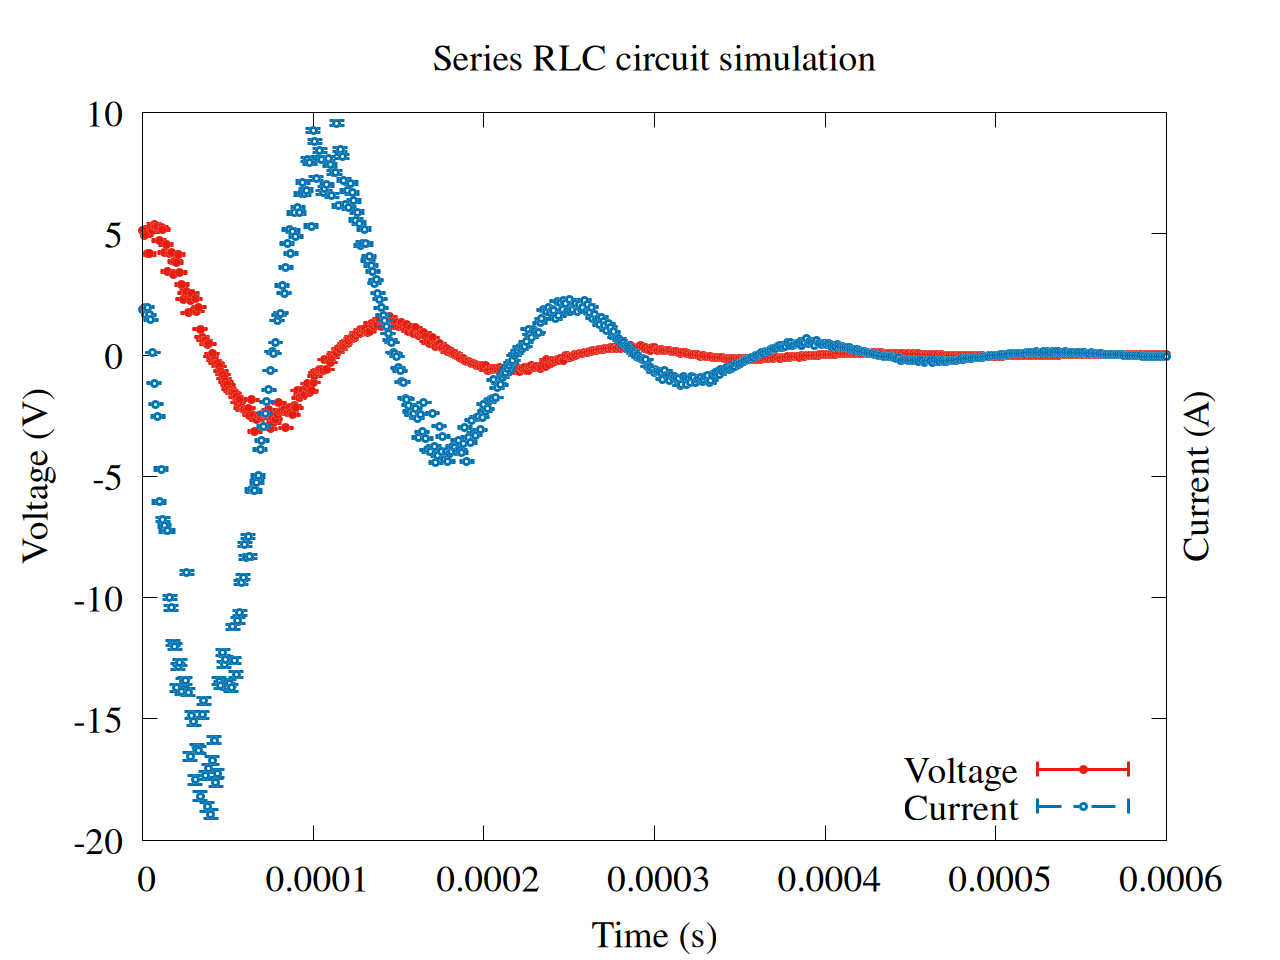 Series RLC circuit simulation
10
5
0
-5
-10
-15
-20
Voltage (V)
Current (A)
Voltage
Current
0 0.0001 0.0002 0.0003 0.0004 0.0005 0.0006
Time (s)